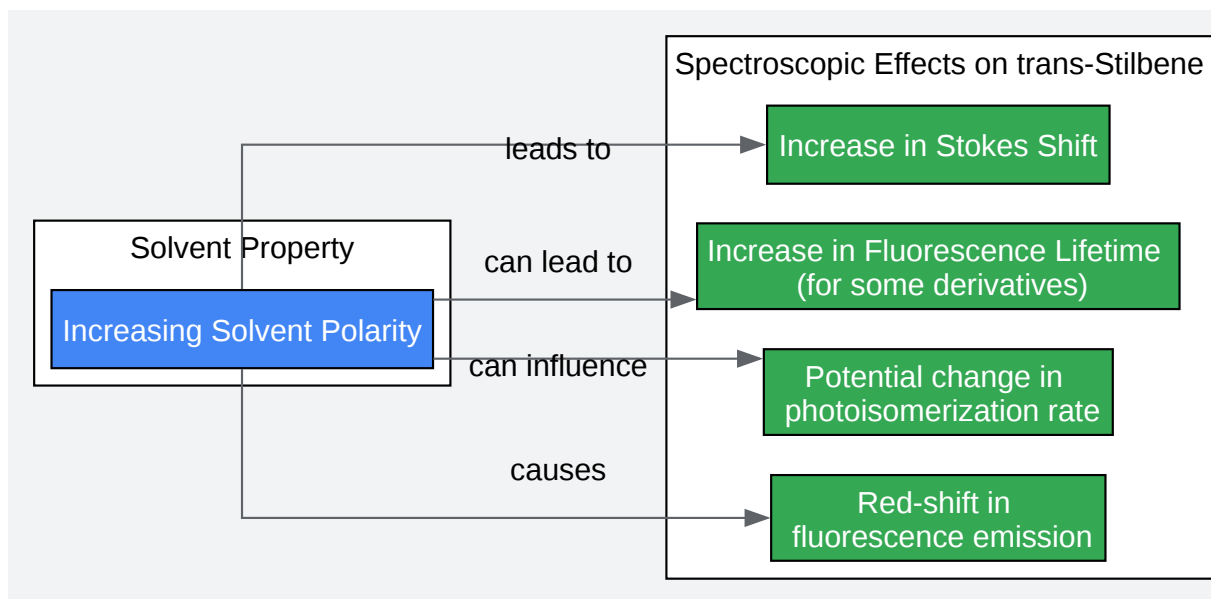 Spectroscopic Effects on trans-Stilbene
leads to
Increase in Stokes Shift
Solvent Property
can lead to
Increase in Fluorescence Lifetime
(for some derivatives)
Increasing Solvent Polarity
can influence
Potential change in
photoisomerization rate
causes
Red-shift in
fluorescence emission